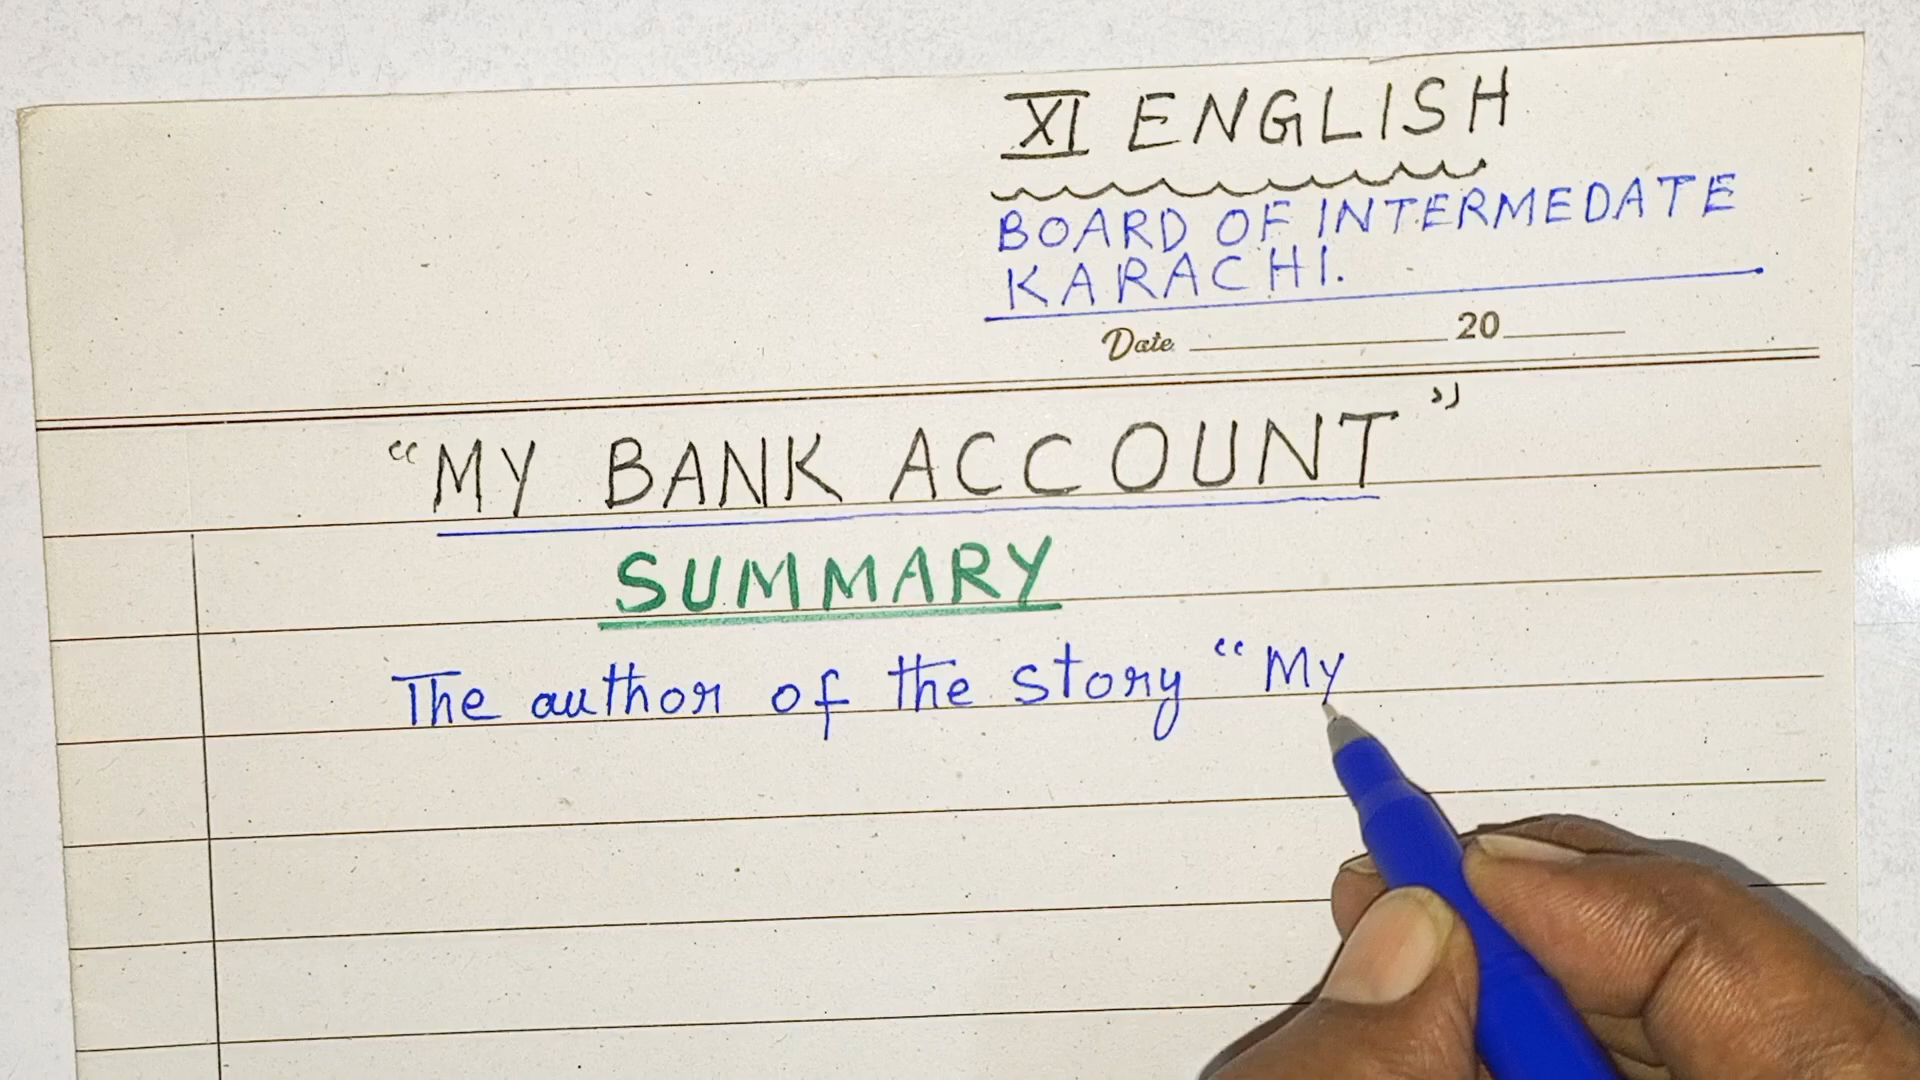 XI ENGLISH
BOARD OF INTERMEDATE
KARACHI.
Date 20
“MY BANK ACCOUNT”
SUMMARY
The author of the story “My